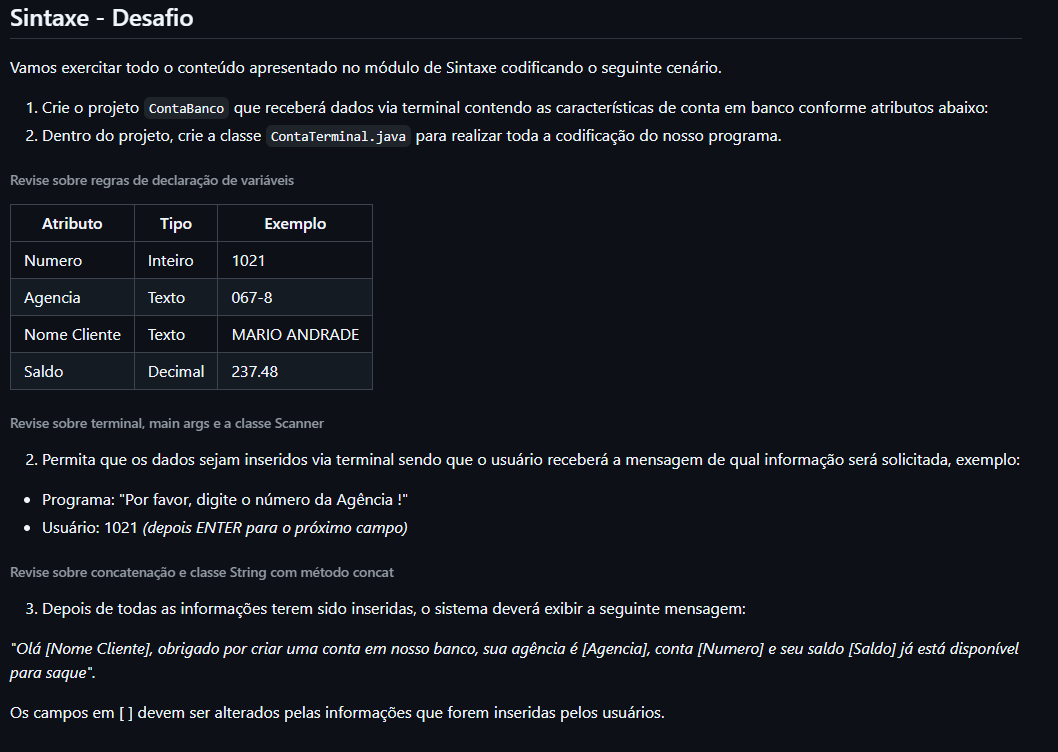 Sintaxe - Desafio
Vamos exercitar todo o conteúdo apresentado no módulo de Sintaxe codificando o seguinte cenário.
1. Crie o projeto ContaBanco que receberá dados via terminal contendo as características de conta em banco conforme atributos abaixo:
2. Dentro do projeto, crie a classe ContaTerminal.java para realizar toda a codificação do nosso programa.
Revise sobre regras de declaração de variáveis
Atributo Tipo Exemplo
Numero Inteiro 1021
Agencia Texto 067-8
Nome Cliente Texto MARIO ANDRADE
Saldo Decimal 237.48
Revise sobre terminal, main args e a classe Scanner
2. Permita que os dados sejam inseridos via terminal sendo que o usuário receberá a mensagem de qual informação será solicitada, exemplo:
• Programa: "Por favor, digite o número da Agência !"
• Usuário: 1021 (depois ENTER para o próximo campo)
Revise sobre concatenação e classe String com método concat
3. Depois de todas as informações terem sido inseridas, o sistema deverá exibir a seguinte mensagem:
"Olá [Nome Cliente], obrigado por criar uma conta em nosso banco, sua agência é [Agencia], conta [Numero] e seu saldo [Saldo] já está disponível
para saque".
Os campos em [ ] devem ser alterados pelas informações que forem inseridas pelos usuários.